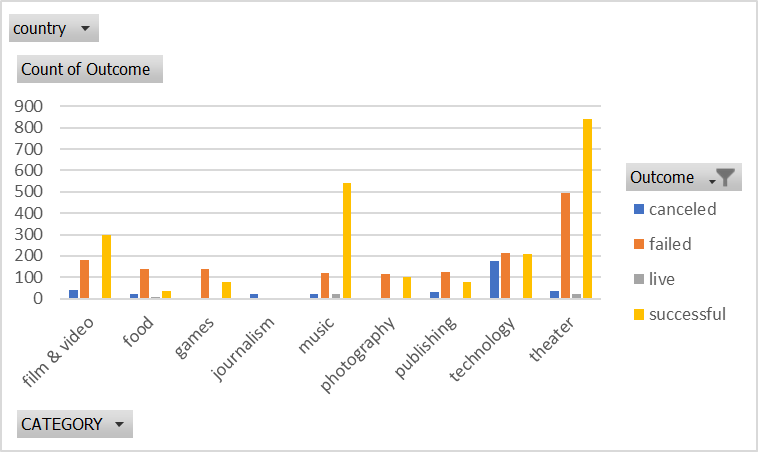 country
Count of Outcome
900
800
700
600
500
400
300
200
100
0
film & video
food
games
journalism
music
photography
publishing
technology
theater
Outcome
canceled
failed
live
successful
CATEGORY